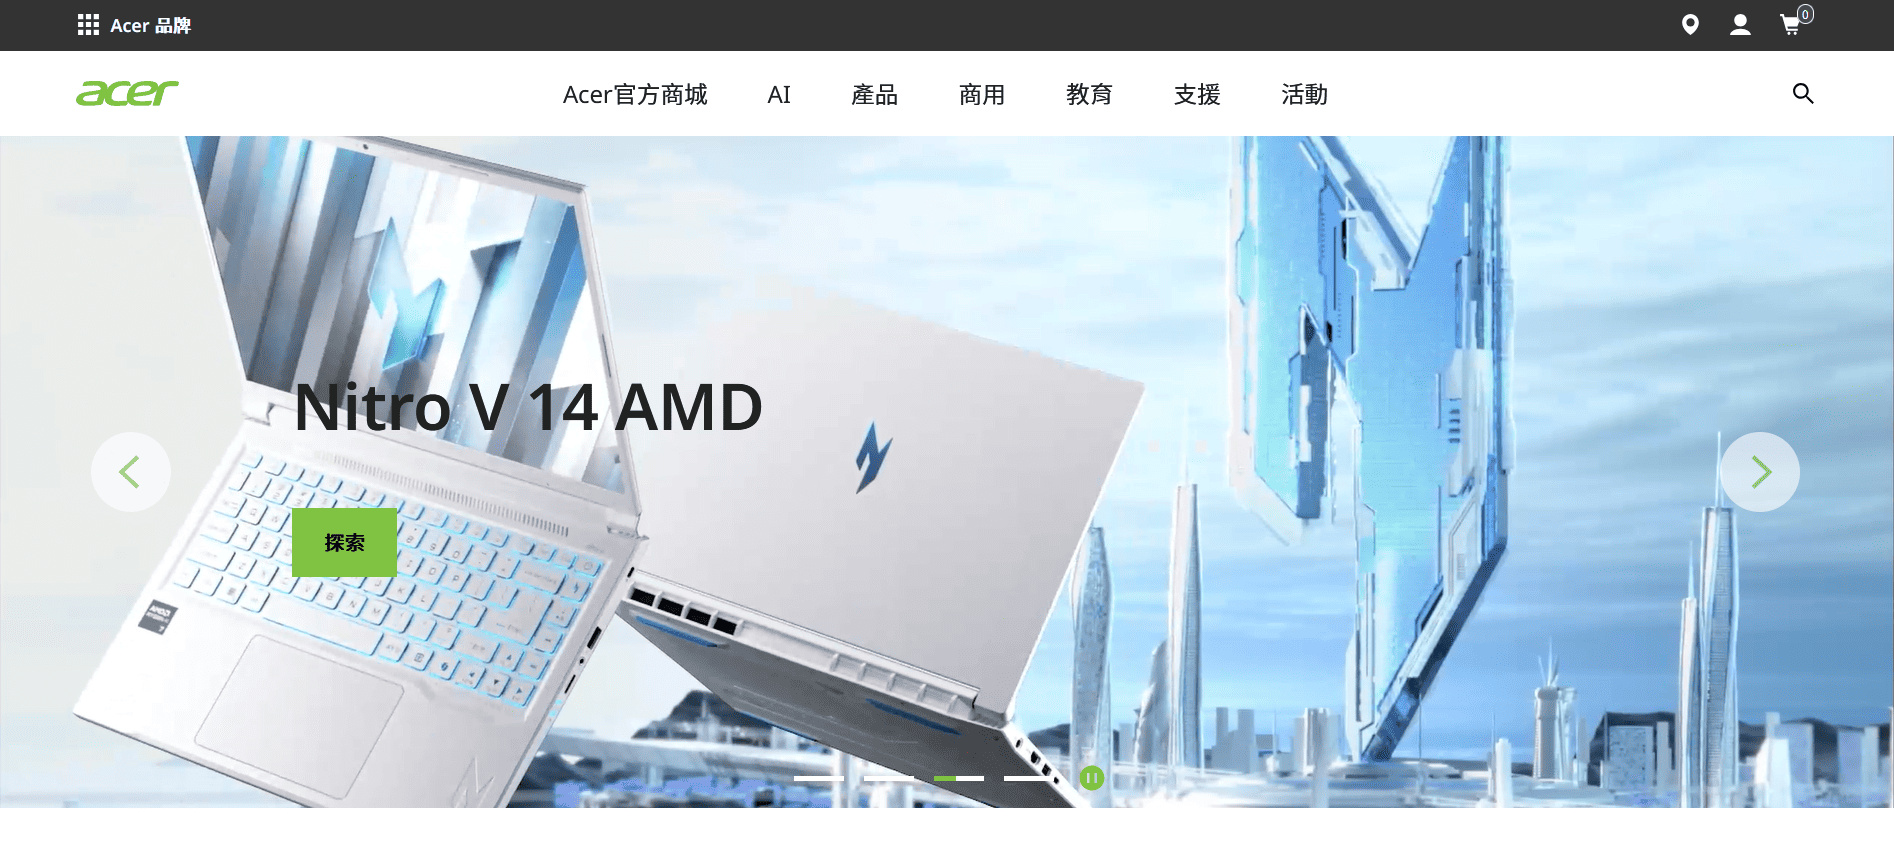 Acer 品牌
0
acer
Acer官方商城
AI
產品
商用
教育
支援
活動
Nitro V 14 AMD
探索
AMD